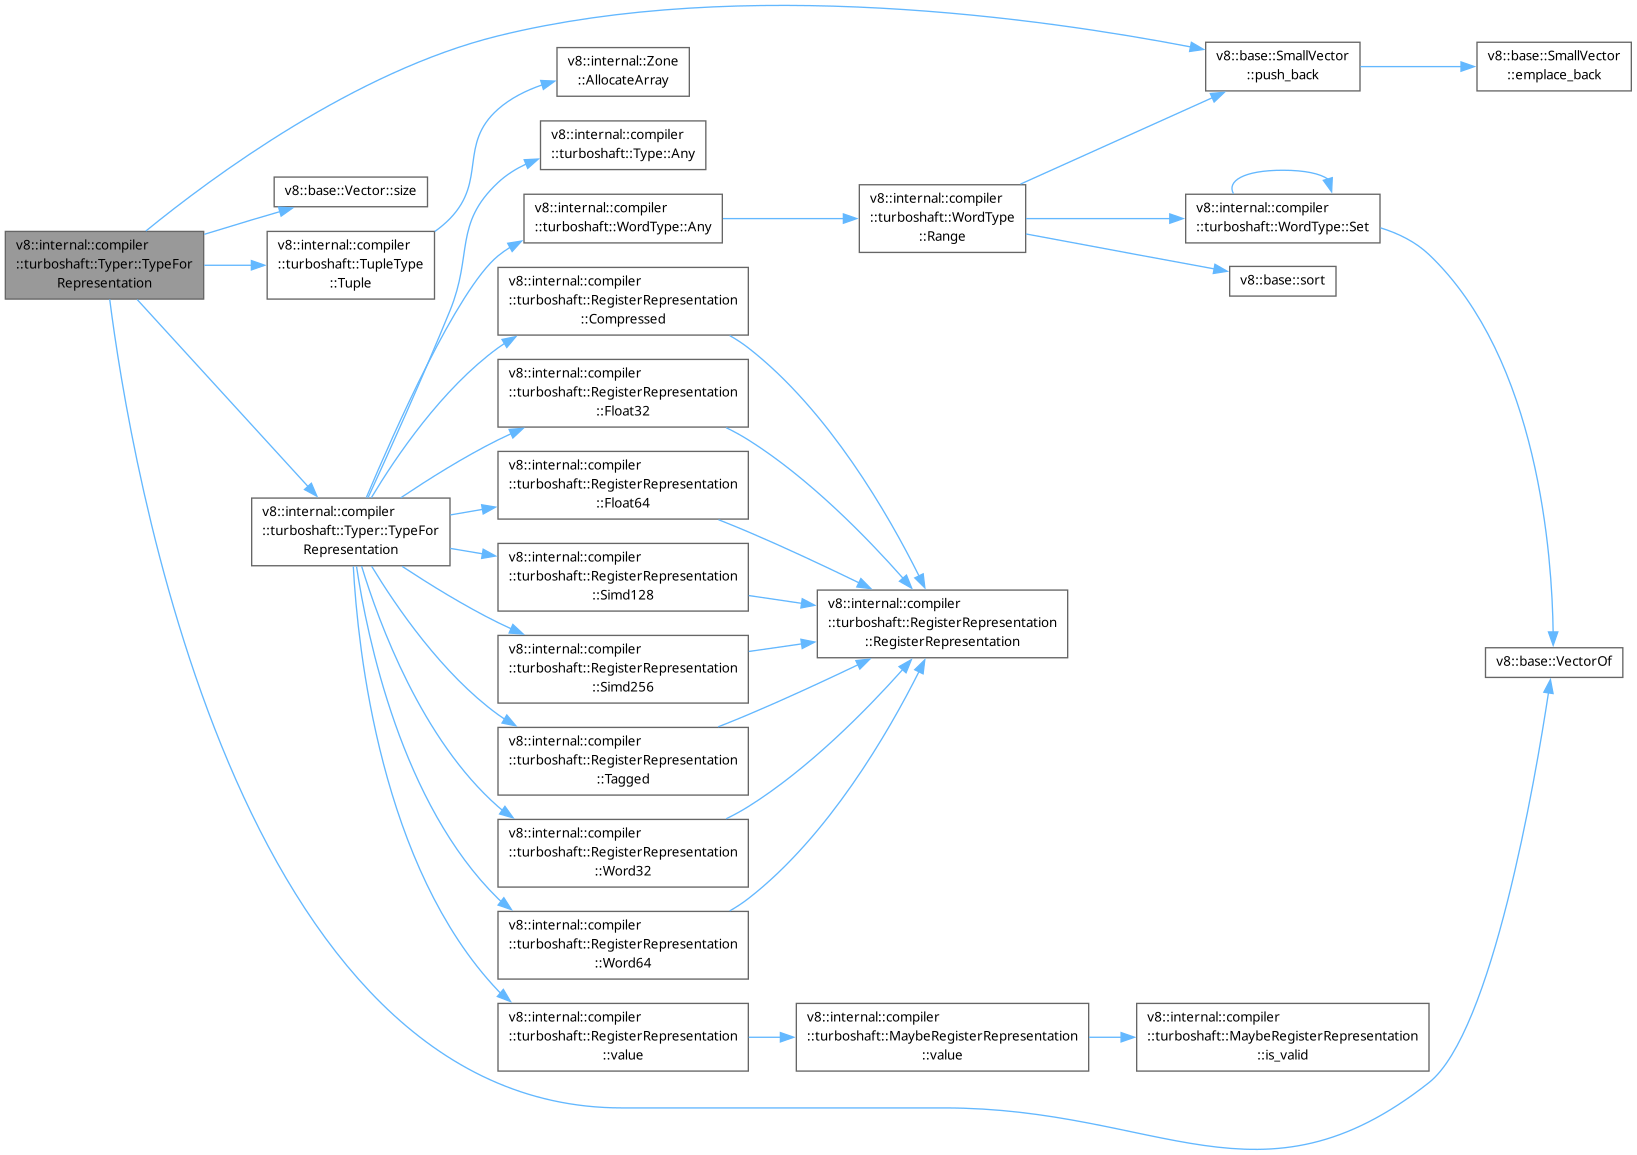 v8::internal::compiler
::turboshaft::Typer::TypeFor
Representation
v8::base::Vector::size
v8::internal::compiler
::turboshaft::TupleType
::Tuple
v8::internal::compiler
::turboshaft::Typer::TypeFor
Representation
v8::internal::Zone
::AllocateArray
v8::internal::compiler
::turboshaft::Type::Any
v8::internal::compiler
::turboshaft::WordType::Any
v8::internal::compiler
::turboshaft::RegisterRepresentation
::Compressed
v8::internal::compiler
::turboshaft::RegisterRepresentation
::Float32
v8::internal::compiler
::turboshaft::RegisterRepresentation
::Float64
v8::internal::compiler
::turboshaft::RegisterRepresentation
::Simd128
v8::internal::compiler
::turboshaft::RegisterRepresentation
::Simd256
v8::internal::compiler
::turboshaft::RegisterRepresentation
::Tagged
v8::internal::compiler
::turboshaft::RegisterRepresentation
::Word32
v8::internal::compiler
::turboshaft::RegisterRepresentation
::Word64
v8::internal::compiler
::turboshaft::RegisterRepresentation
::value
v8::internal::compiler
::turboshaft::WordType
::Range
v8::internal::compiler
::turboshaft::RegisterRepresentation
::RegisterRepresentation
v8::internal::compiler
::turboshaft::MaybeRegisterRepresentation
::value
v8::base::SmallVector
::push_back
v8::internal::compiler
::turboshaft::WordType::Set
v8::base::sort
v8::internal::compiler
::turboshaft::MaybeRegisterRepresentation
::is_valid
v8::base::SmallVector
::emplace_back
v8::base::VectorOf